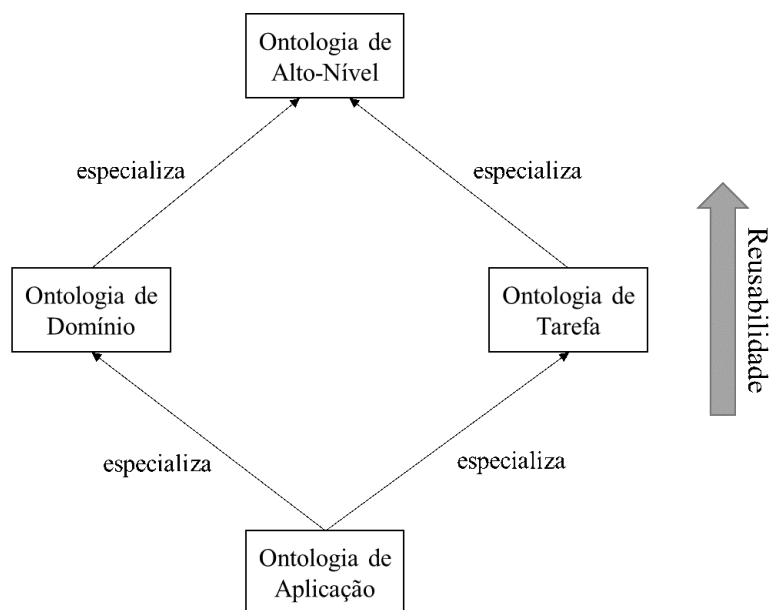 Ontologia de
Alto-Nível
especializa
especializa
Ontologia de
Domínio
Ontologia de
Tarefa
Reusabilidade
especializa
especializa
Ontologia de
Aplicação